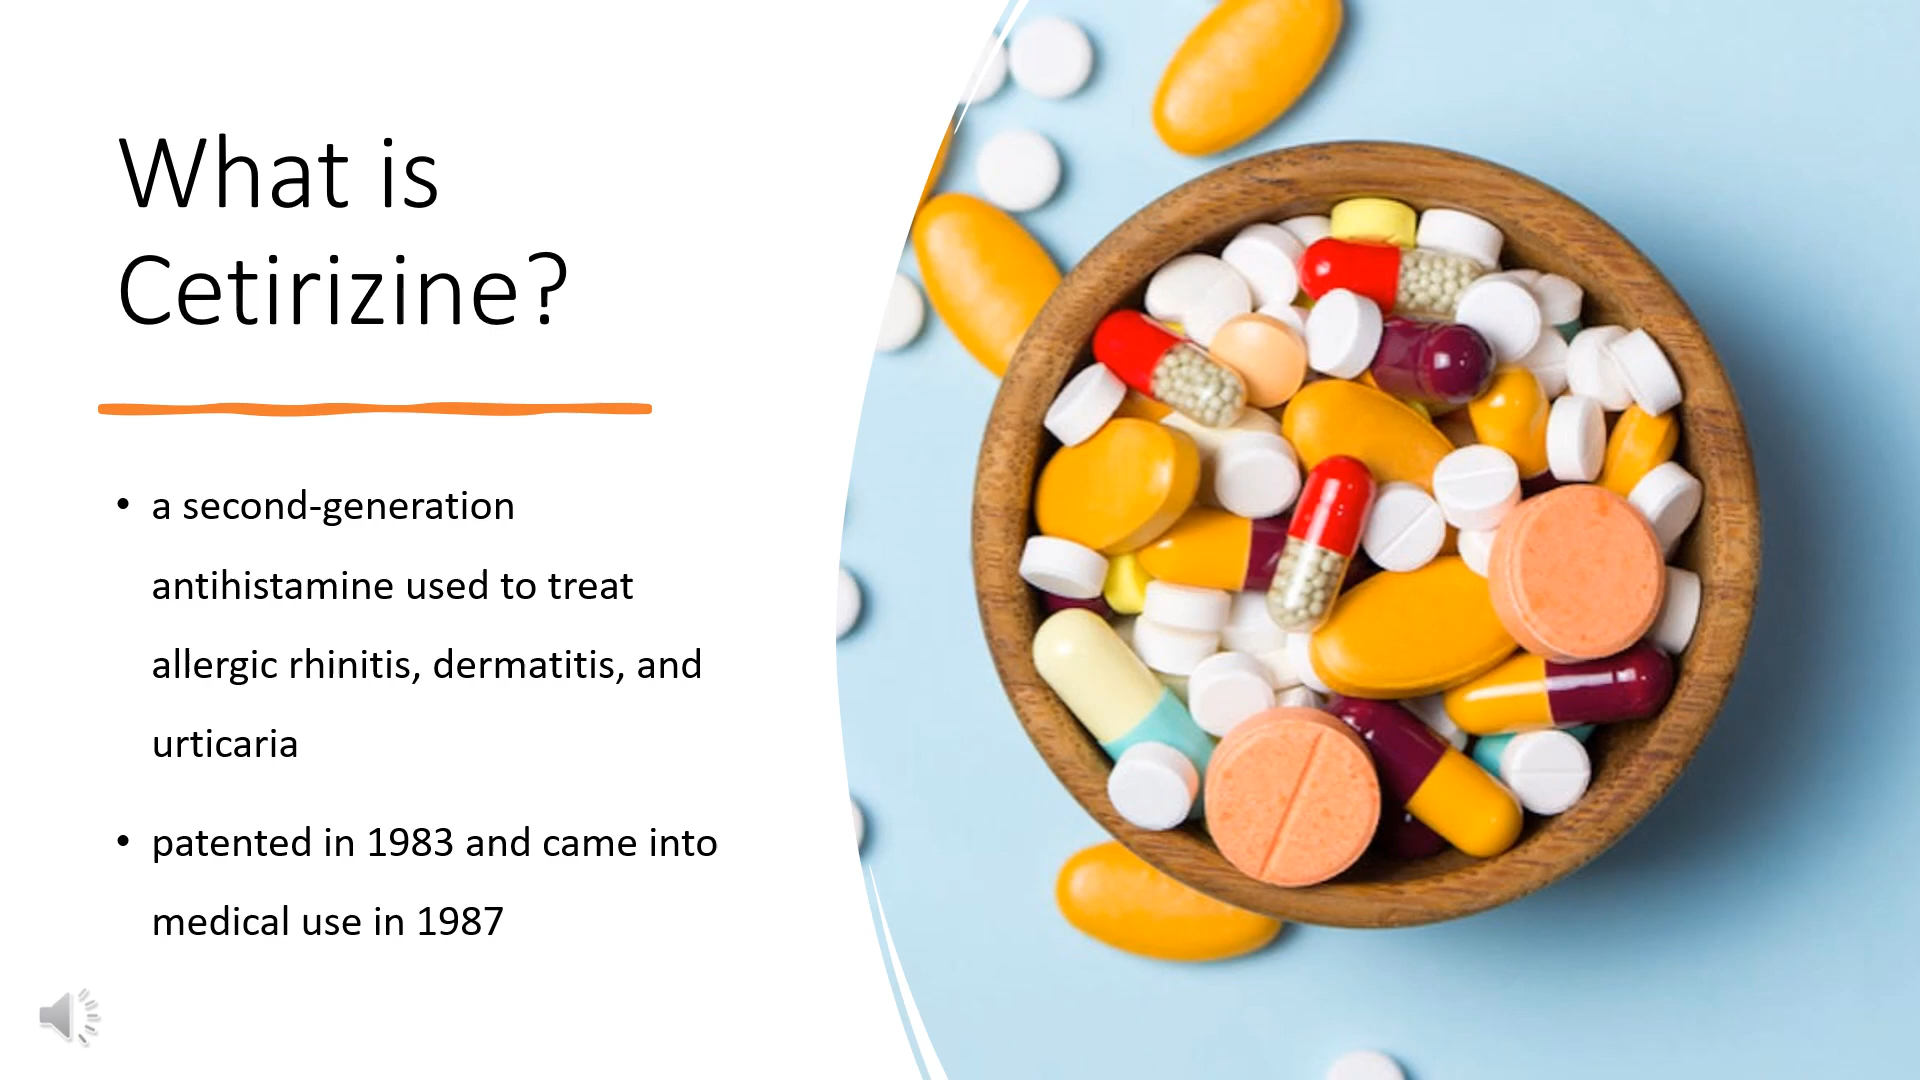 What is
Cetirizine?
• a second-generation
antihistamine used to treat
allergic rhinitis, dermatitis, and
urticaria
• patented in 1983 and came into
medical use in 1987